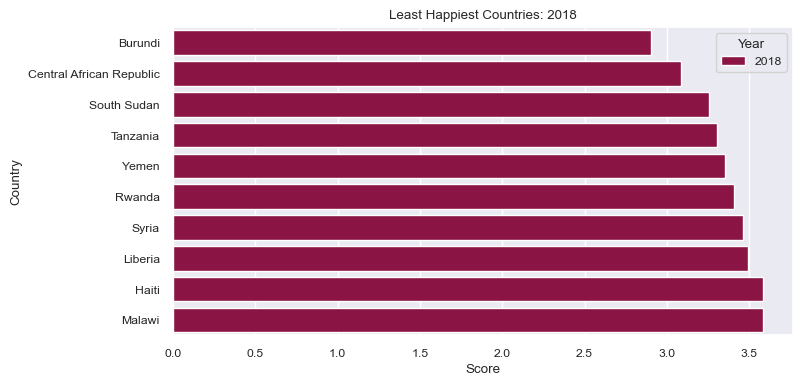 Least Happiest Countries: 2018
Year
2018
Country
Burundi
Central African Republic
South Sudan
Tanzania
Yemen
Rwanda
Syria
Liberia
Haiti
Malawi
0.0 0.5 1.0 1.5 2.0 2.5 3.0 3.5
Score